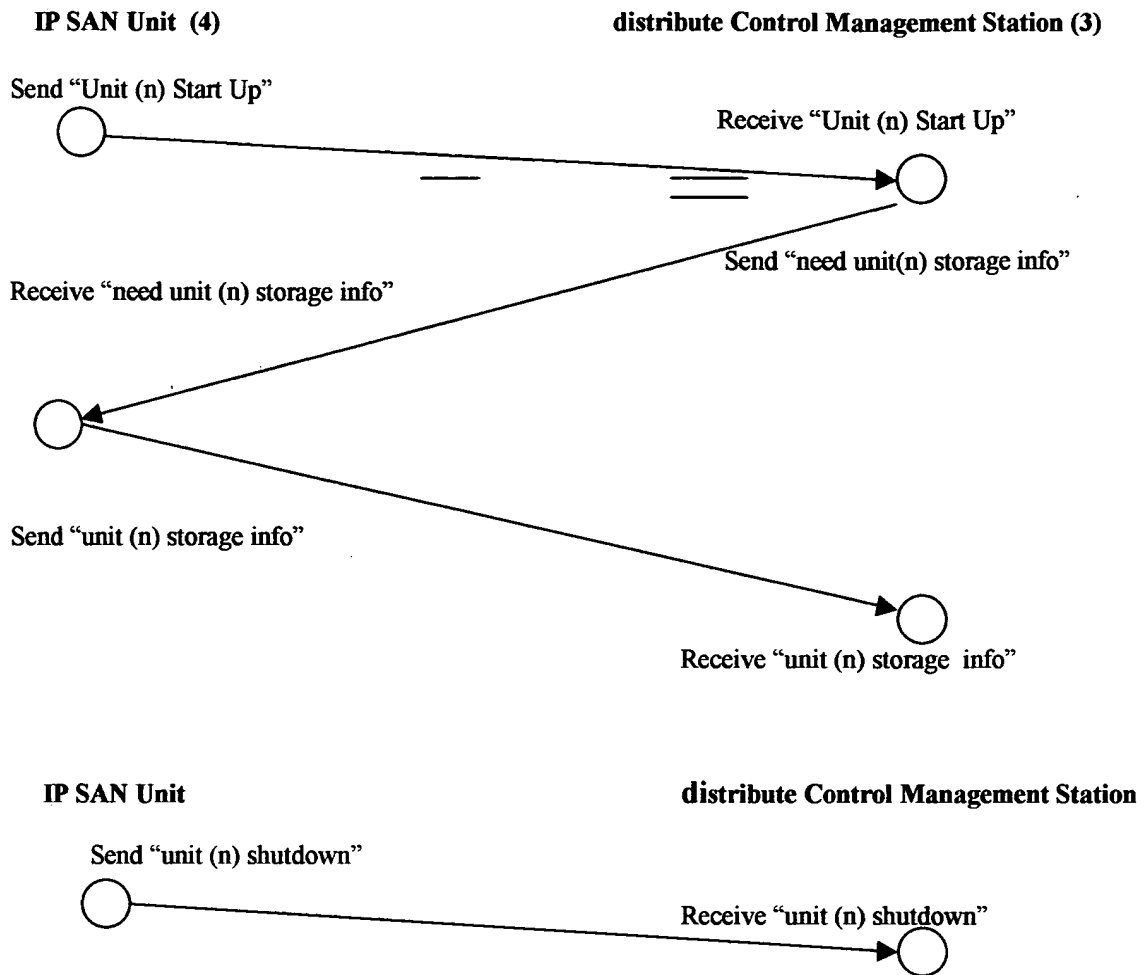 IP SAN Unit (4) distribute Control Management Station (3)
Send “Unit (n) Start Up”
Receive “Unit (n) Start Up”
Send “need unit(n) storage info”
Receive “need unit (n) storage info”
Send “unit (n) storage info”
Receive “unit (n) storage info”
IP SAN Unit distribute Control Management Station
Send “unit (n) shutdown”
Receive “unit (n) shutdown”